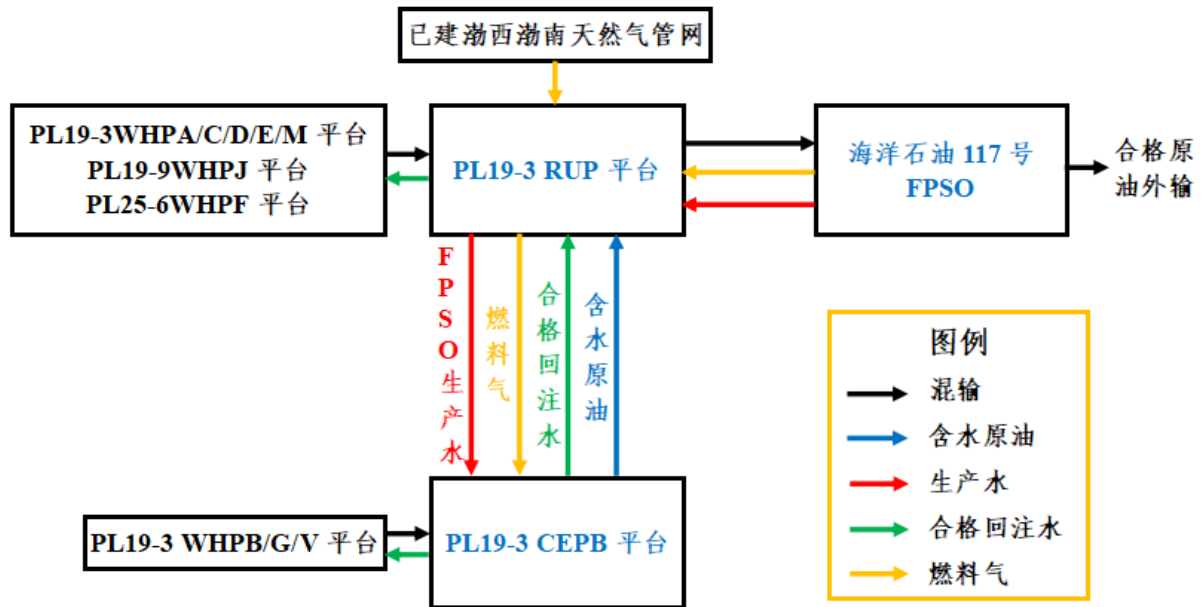 已建渤西渤南天然气管网
PL19-3WHPA/C/D/E/M 平台
PL19-9WHPJ 平台
PL25-6WHPF 平台
PL19-3 RUP 平台
海洋石油 117 号
FPSO
合格原
油外输
FPSO生产水
燃料气
合格回注水
含水原油
PL19-3 WHPB/G/V 平台
PL19-3 CEPB 平台
图例
混输
含水原油
生产水
合格回注水
燃料气